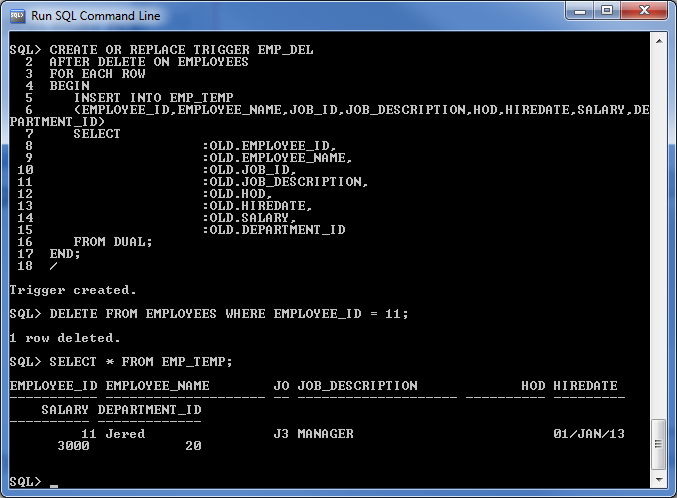 Run SQL Command Line
SQL> CREATE OR REPLACE TRIGGER EMP_DEL
2 AFTER DELETE ON EMPLOYEES
3 FOR EACH ROW
4 BEGIN
5 INSERT INTO EMP_TEMP
6 (EMPLOYEE_ID,EMPLOYEE_NAME,JOB_ID,JOB_DESCRIPTION,HOD,HIREDATE,SALARY,DE
PARTMENT_ID)
7 SELECT
8 :OLD.EMPLOYEE_ID,
9 :OLD.EMPLOYEE_NAME,
10 :OLD.JOB_ID,
11 :OLD.JOB_DESCRIPTION,
12 :OLD.HOD,
13 :OLD.HIREDATE,
14 :OLD.SALARY,
15 :OLD.DEPARTMENT_ID
16 FROM DUAL;
17 END;
18 /
Trigger created.
SQL> DELETE FROM EMPLOYEES WHERE EMPLOYEE_ID = 11;
1 row deleted.
SQL> SELECT * FROM EMP_TEMP;
EMPLOYEE_ID EMPLOYEE_NAME JO JOB_DESCRIPTION HOD HIREDATE
----------- -------------------- -- -------------------- ---------- ---------
SALARY DEPARTMENT_ID
---------- -------------
11 Jered J3 MANAGER 01/JAN/13
3000 20
SQL> _